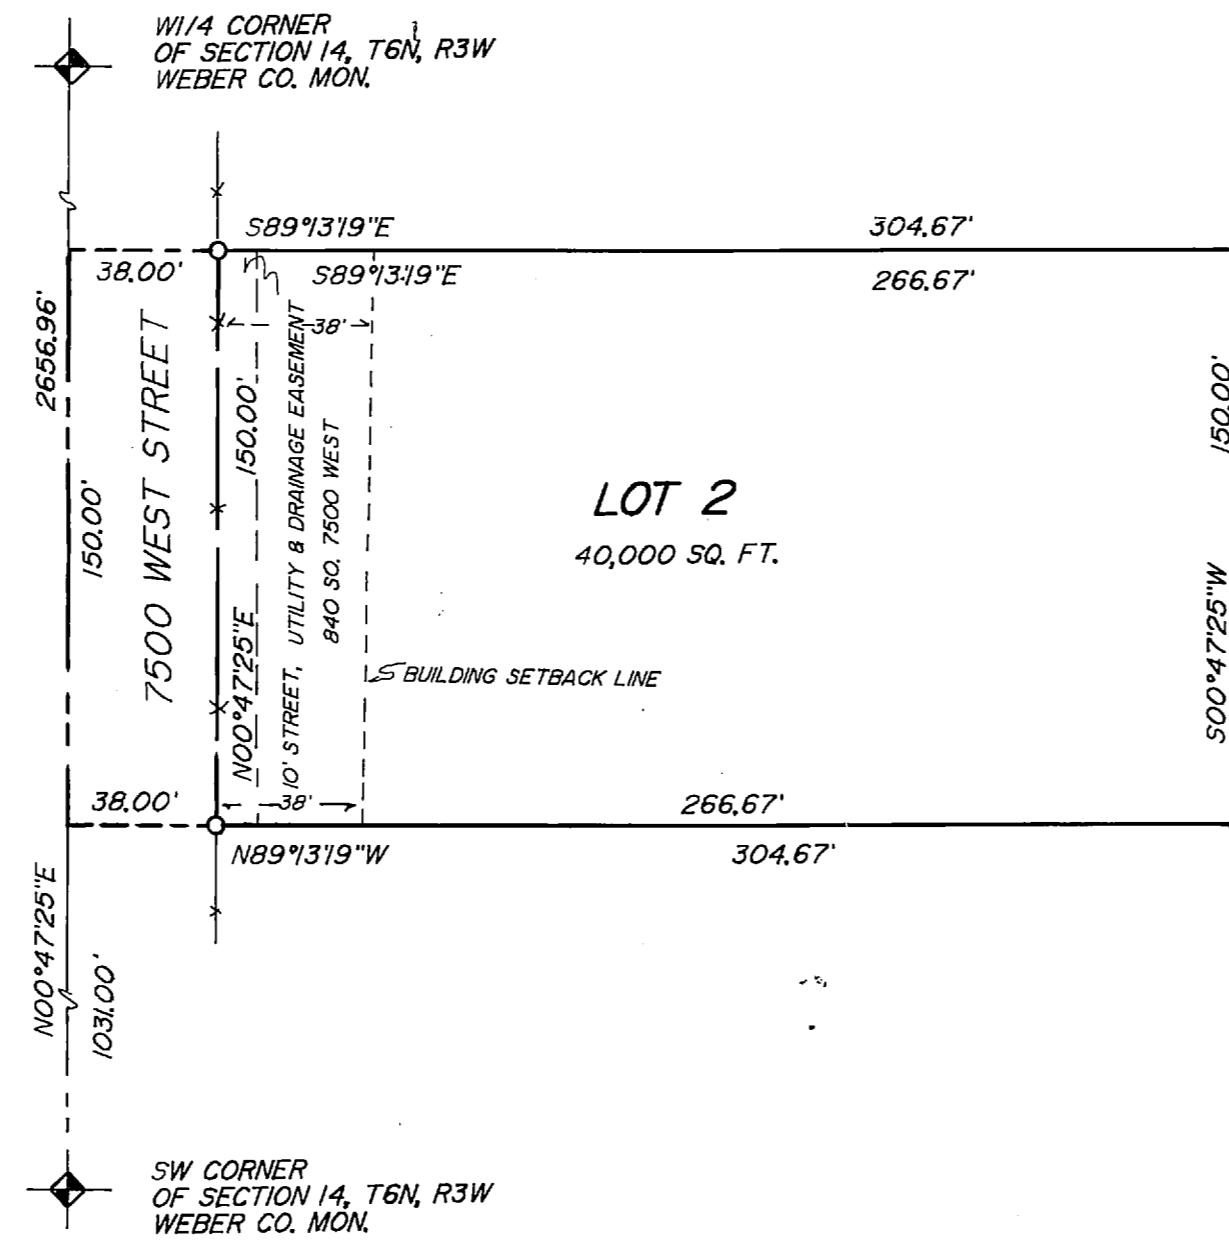 W1/4 CORNER
OF SECTION 14, T6N, R3W
WEBER CO. MON.
S89°13'19"E
304.67'
38.00'
S89°13'19"E
266.67'
38'
2656.96'
150.00'
7500 WEST STREET
150.00'
N00°47'25"E
10' STREET, UTILITY & DRAINAGE EASEMENT
840 SO. 7500 WEST
LOT 2
40,000 SQ. FT.
BUILDING SETBACK LINE
150.00'
S00°47'25"W
38.00'
38'
266.67'
N89°13'19"W
304.67'
N00°47'25"E
1031.00'
SW CORNER
OF SECTION 14, T6N, R3W
WEBER CO. MON.